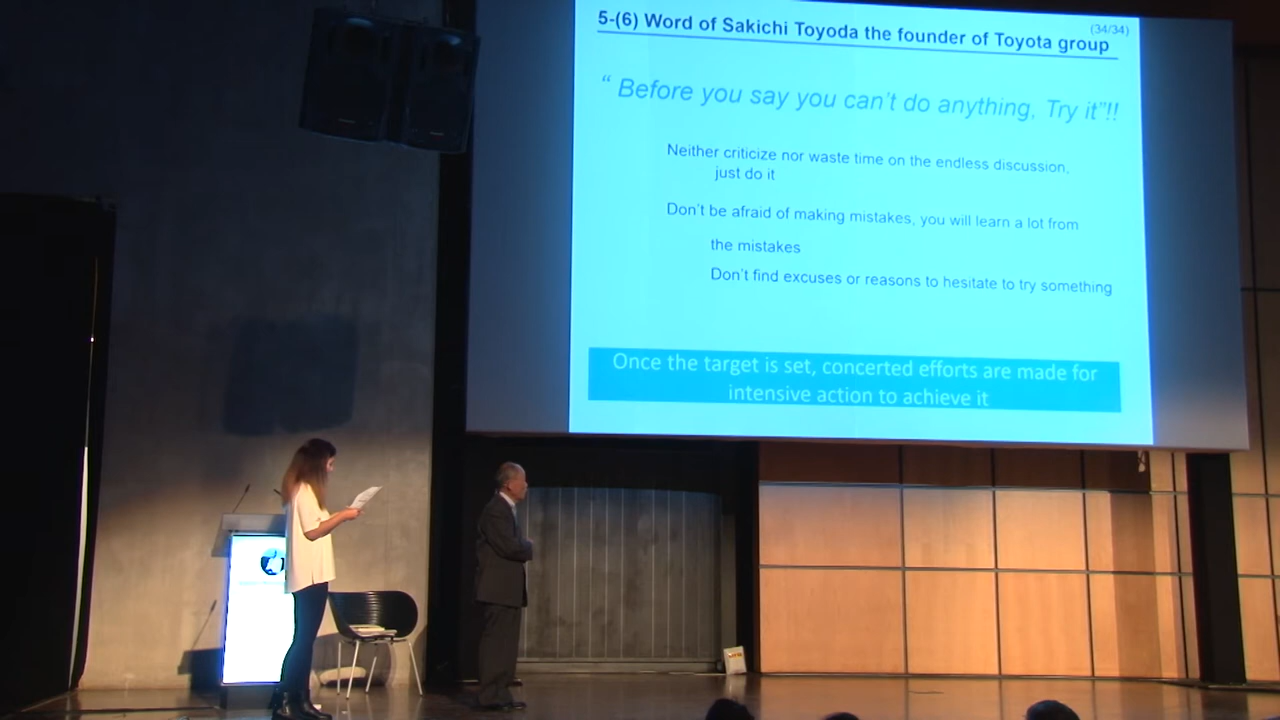 5-(6) Word of Sakichi Toyoda the founder of Toyota group
(34/34)
“ Before you say you can't do anything, Try it”!!
Neither criticize nor waste time on the endless discussion,
just do it
Don't be afraid of making mistakes, you will learn a lot from
the mistakes
Don't find excuses or reasons to hesitate to try something
Once the target is set, concerted efforts are made for
intensive action to achieve it